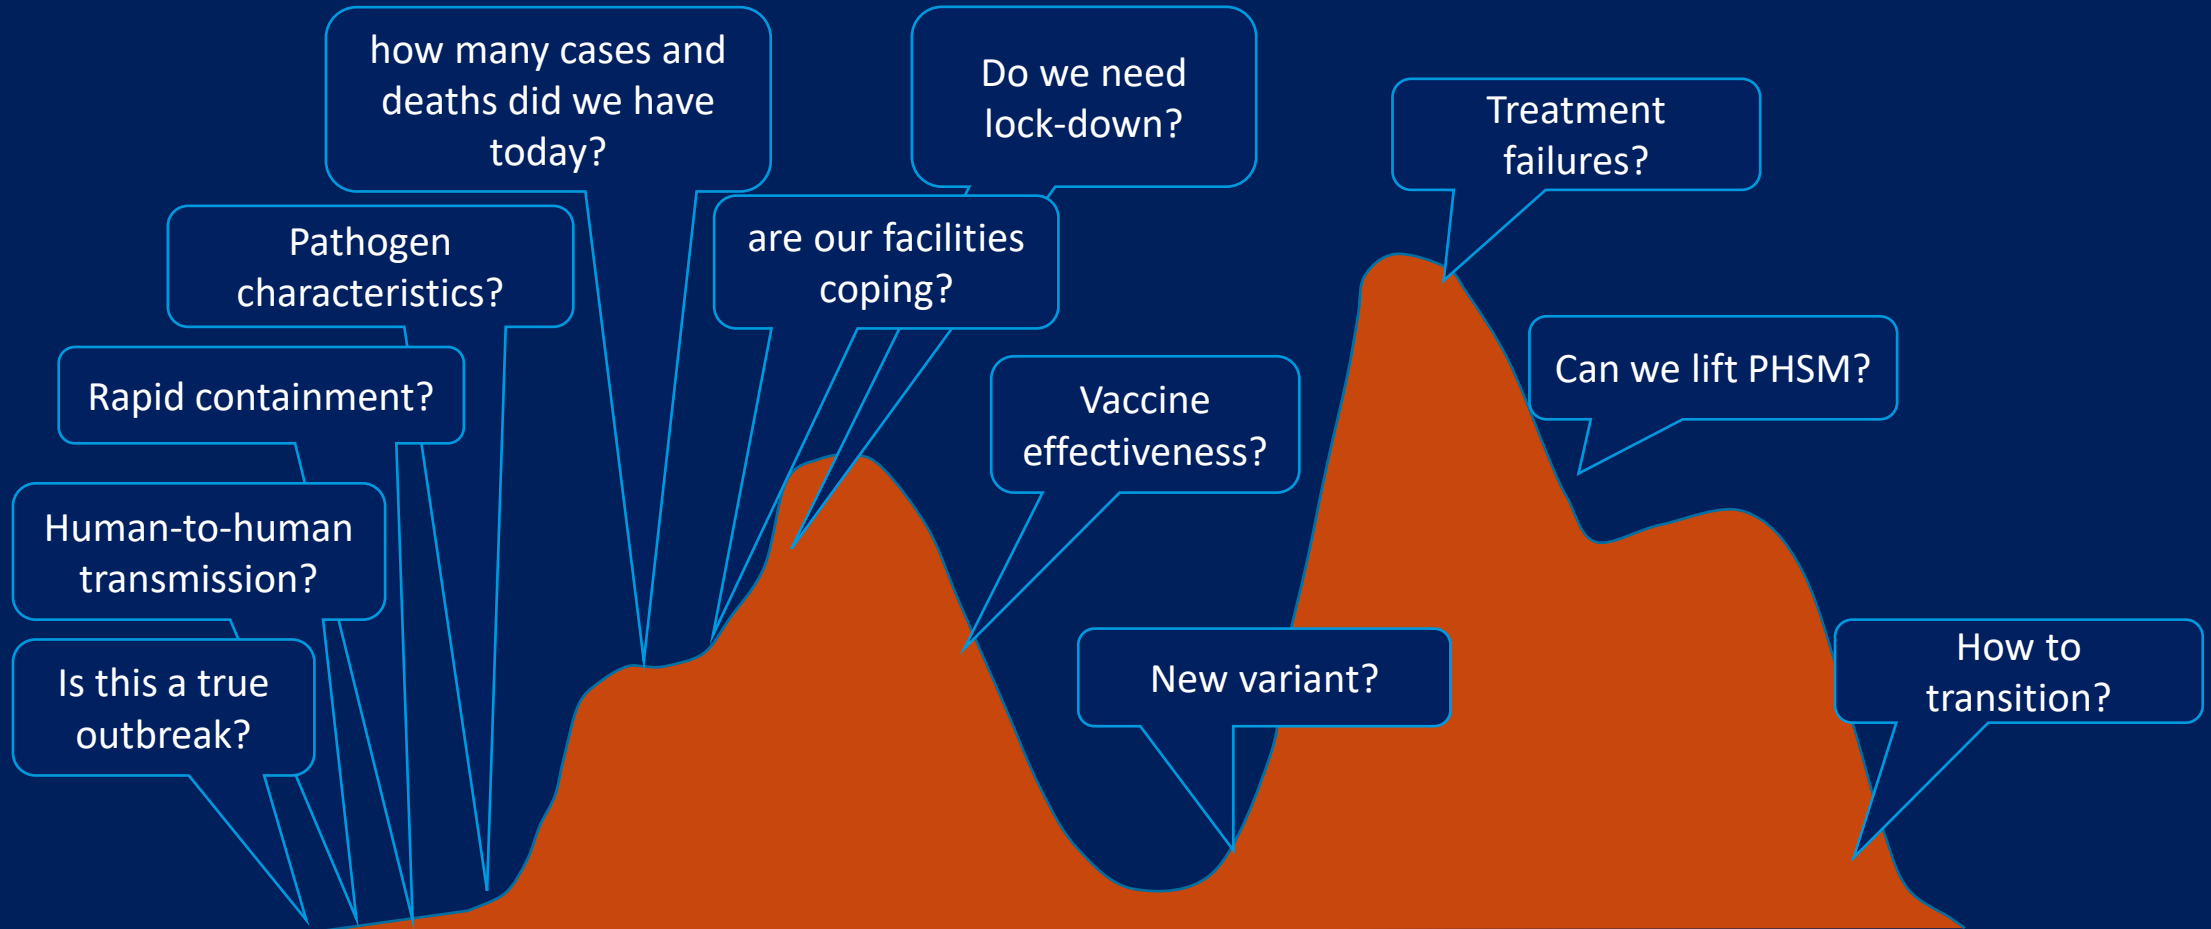 how many cases and
deaths did we have
today?
Do we need
lock-down?
Treatment
failures?
Pathogen
characteristics?
are our facilities
coping?
Rapid containment?
Vaccine
effectiveness?
Can we lift PHSM?
Human-to-human
transmission?
Is this a true
outbreak?
New variant?
How to
transition?